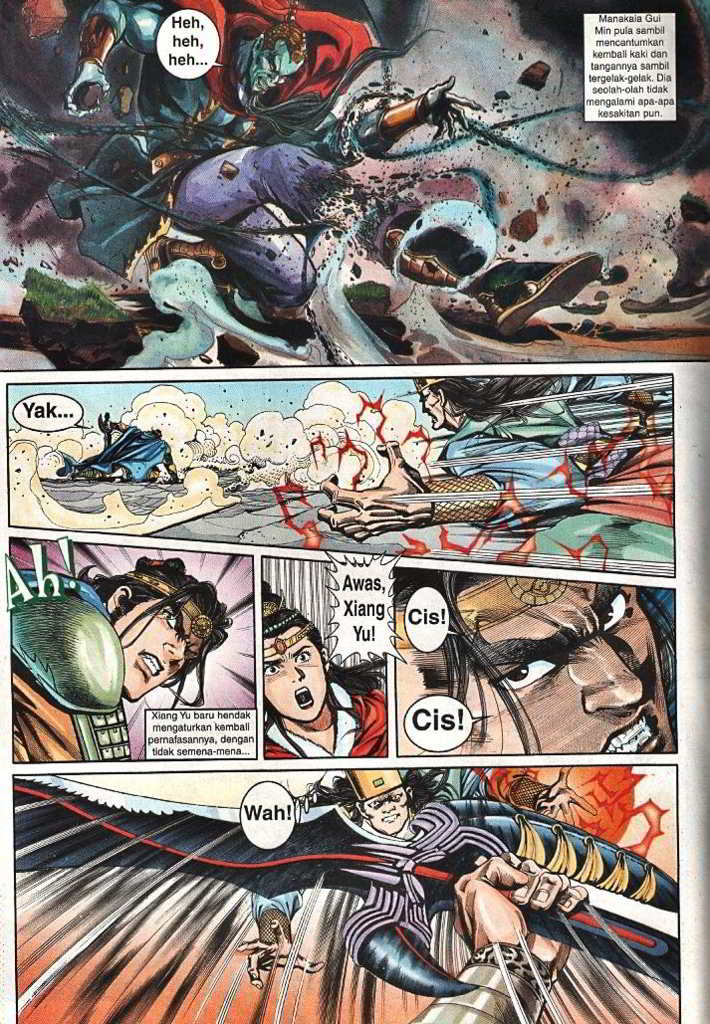 Heh,
heh,
heh...
Manakala Gui
Min pula sambil
mencantumkan
kembali kaki dan
tangannya sambil
tergelak-gelak. Dia
seolah-olah tidak
mengalami apa-apa
kesakitan pun.
Yak...
Ah!
Xiang Yu baru hendak
mengaturkan kembali
pernafasannya, dengan
tidak semena-mena...
Awas,
Xiang
Yu!
Cis!
Cis!
Wah!